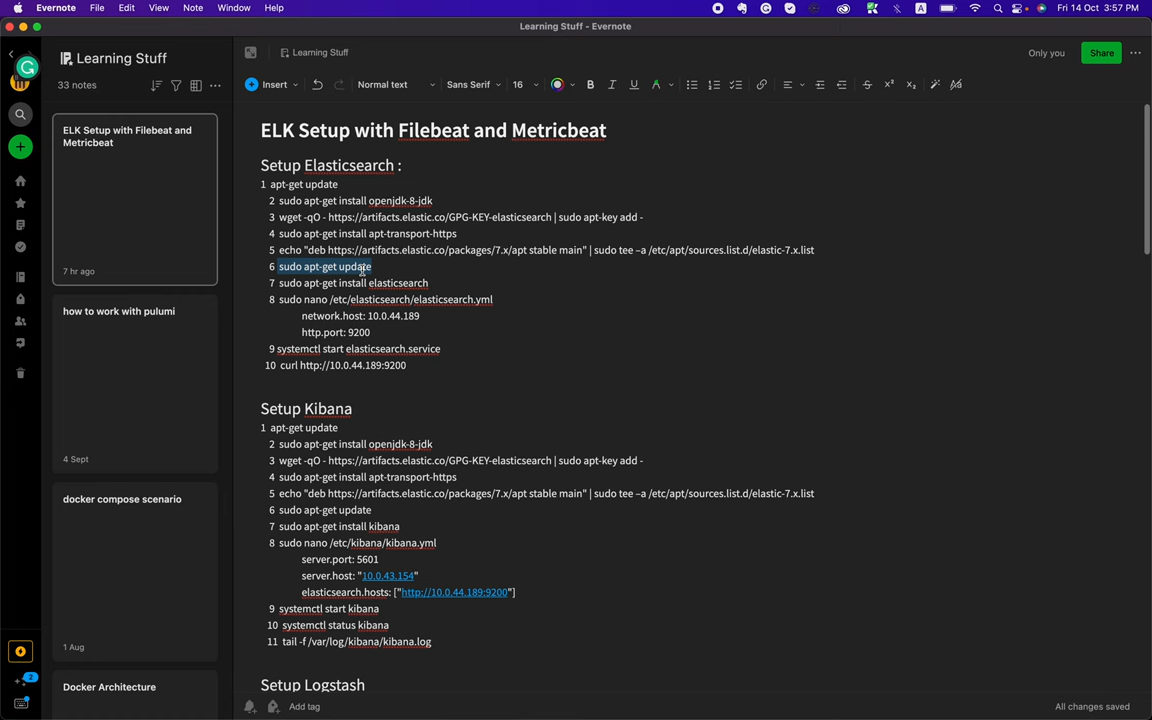 Evernote File Edit View Note Window Help
Fri 14 Oct 3:57 PM
Learning Stuff - Evernote
Learning Stuff
33 notes
ELK Setup with Filebeat and
Metricbeat
7 hr ago
how to work with pulumi
4 Sept
docker compose scenario
1 Aug
Docker Architecture
2
Learning Stuff
Only you
Share
Insert
Normal text
Sans Serif
16
ELK Setup with Filebeat and Metricbeat
Setup Elasticsearch :
1 apt-get update
2 sudo apt-get install openjdk-8-jdk
3 wget -qO - https://artifacts.elastic.co/GPG-KEY-elasticsearch | sudo apt-key add -
4 sudo apt-get install apt-transport-https
5 echo "deb https://artifacts.elastic.co/packages/7.x/apt stable main" | sudo tee –a /etc/apt/sources.list.d/elastic-7.x.list
6 sudo apt-get update
7 sudo apt-get install elasticsearch
8 sudo nano /etc/elasticsearch/elasticsearch.yml
network.host: 10.0.44.189
http.port: 9200
9 systemctl start elasticsearch.service
10 curl http://10.0.44.189:9200
Setup Kibana
1 apt-get update
2 sudo apt-get install openjdk-8-jdk
3 wget -qO - https://artifacts.elastic.co/GPG-KEY-elasticsearch | sudo apt-key add -
4 sudo apt-get install apt-transport-https
5 echo "deb https://artifacts.elastic.co/packages/7.x/apt stable main" | sudo tee –a /etc/apt/sources.list.d/elastic-7.x.list
6 sudo apt-get update
7 sudo apt-get install kibana
8 sudo nano /etc/kibana/kibana.yml
server.port: 5601
server.host: "10.0.43.154"
elasticsearch.hosts: ["http://10.0.44.189:9200"]
9 systemctl start kibana
10 systemctl status kibana
11 tail -f /var/log/kibana/kibana.log
Setup Logstash
Add tag
All changes saved